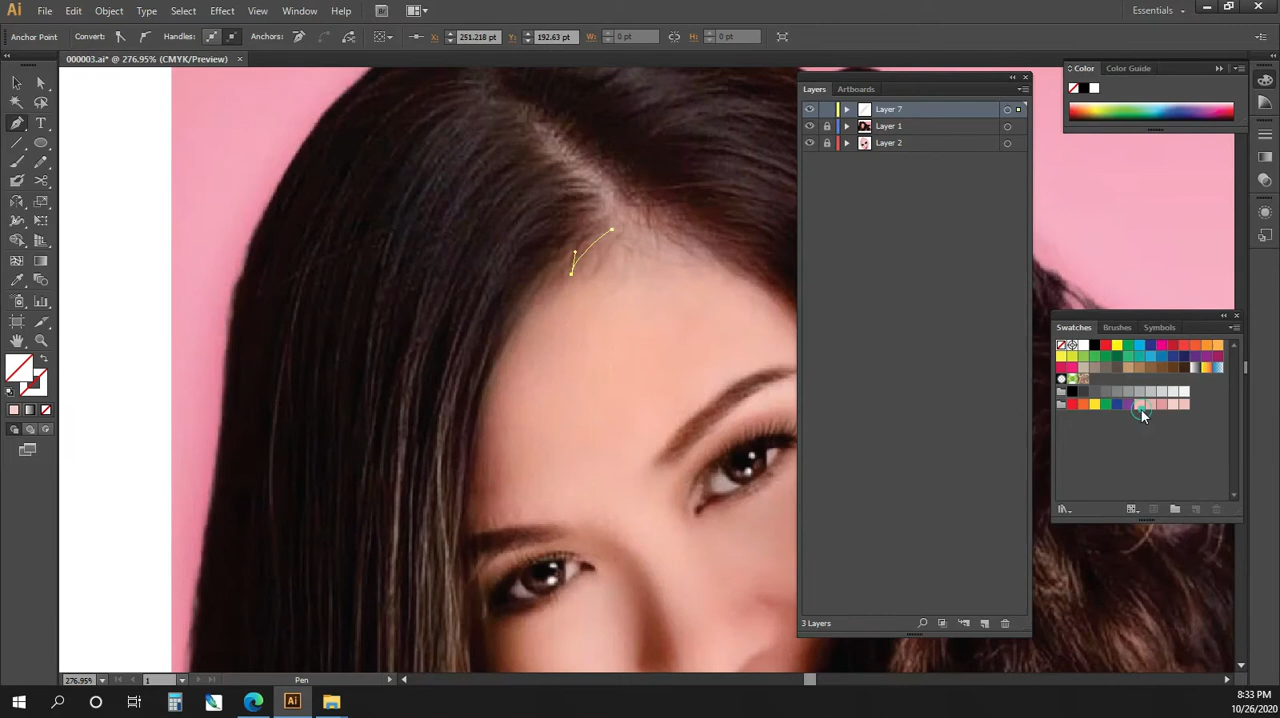 Ai File Edit Object Type Select Effect View Window Help Br Essentials
Anchor Point Convert: Handles: Anchors: X: 251.218 pt Y: 192.63 pt W: 0 pt H: 0 pt
000003.ai* @ 276.95% (CMYK/Preview)
Color Color Guide
Layers Artboards
Layer 7
Layer 1
Layer 2
Swatches Brushes Symbols
3 Layers
276.95% 1 Pen
Ai 8:33 PM
10/26/2020